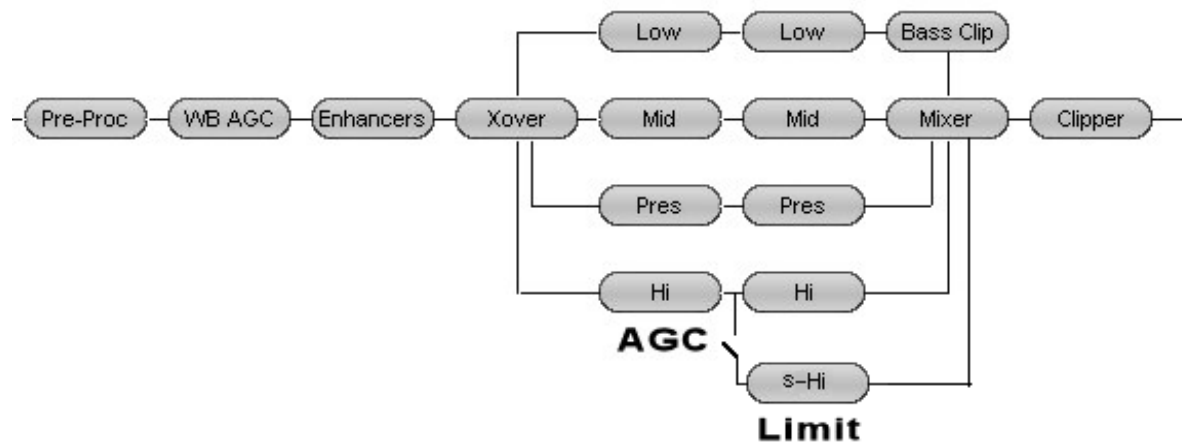 Low Low Bass Clip
Pre-Proc WB AGC Enhancers Xover Mid Mid Mixer Clipper
Pres Pres
Hi Hi
AGC
s-Hi
Limit